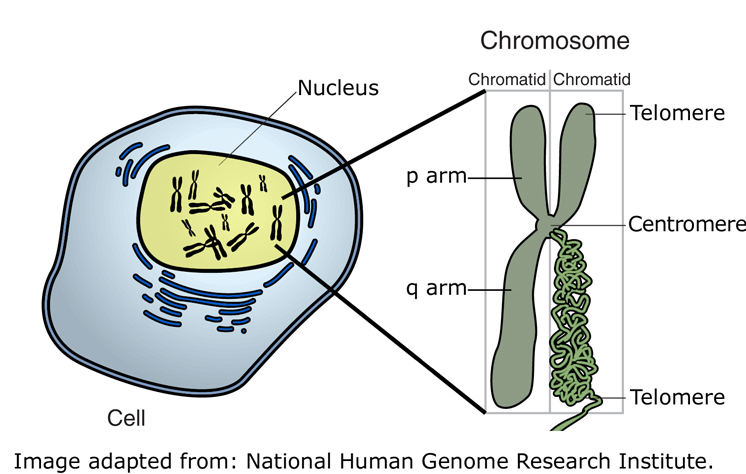 Chromosome
Chromatid Chromatid
Nucleus
Telomere
p arm
Centromere
q arm
Telomere
Cell
Image adapted from: National Human Genome Research Institute.